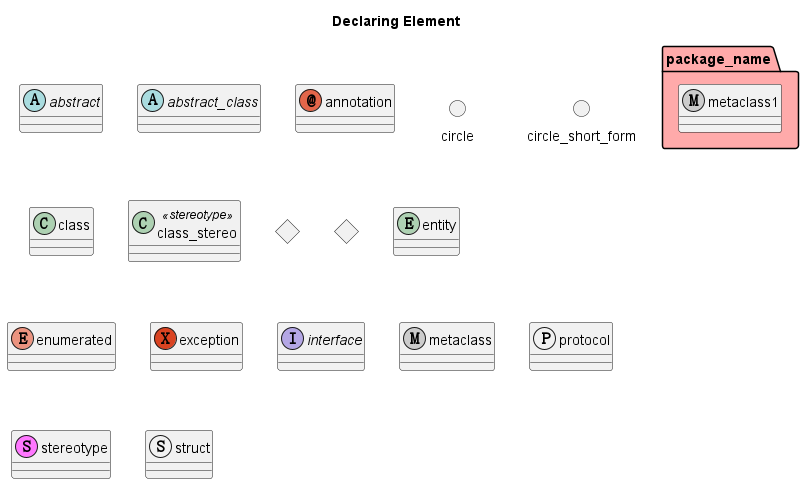 Declaring Element
package_name
A abstract
A abstract_class
@ annotation
circle
circle_short_form
M metaclass1
C class
«stereotype»
C class_stereo
E entity
E enumerated
X exception
I interface
M metaclass
P protocol
S stereotype
S struct